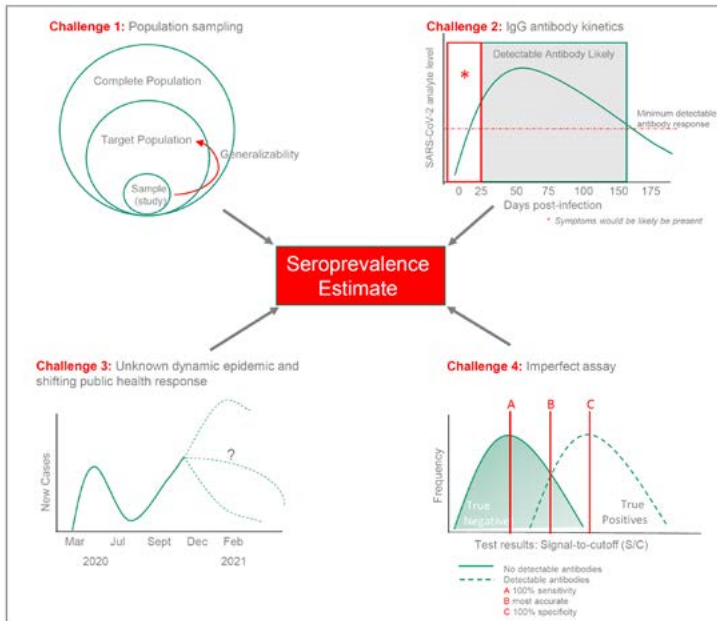 Challenge 1: Population sampling
Complete Population
Target Population
Generalizability
Sample
(study)
Challenge 2: IgG antibody kinetics
SARS-CoV-2 analyte level
Detectable Antibody Likely
*
Minimum detectable
antibody response
0 25 50 75 100 150 175
Days post-infection
* Symptoms would be likely be present
Seroprevalence
Estimate
Challenge 3: Unknown dynamic epidemic and
shifting public health response
New Cases
?
Mar Jul Sept Dec Feb
2020 2021
Challenge 4: Imperfect assay
A B C
Frequency
True
Negative
True
Positives
Test results: Signal-to-cutoff (S/C)
No detectable antibodies
Detectable antibodies
A 100% sensitivity
B most accurate
C 100% specificity